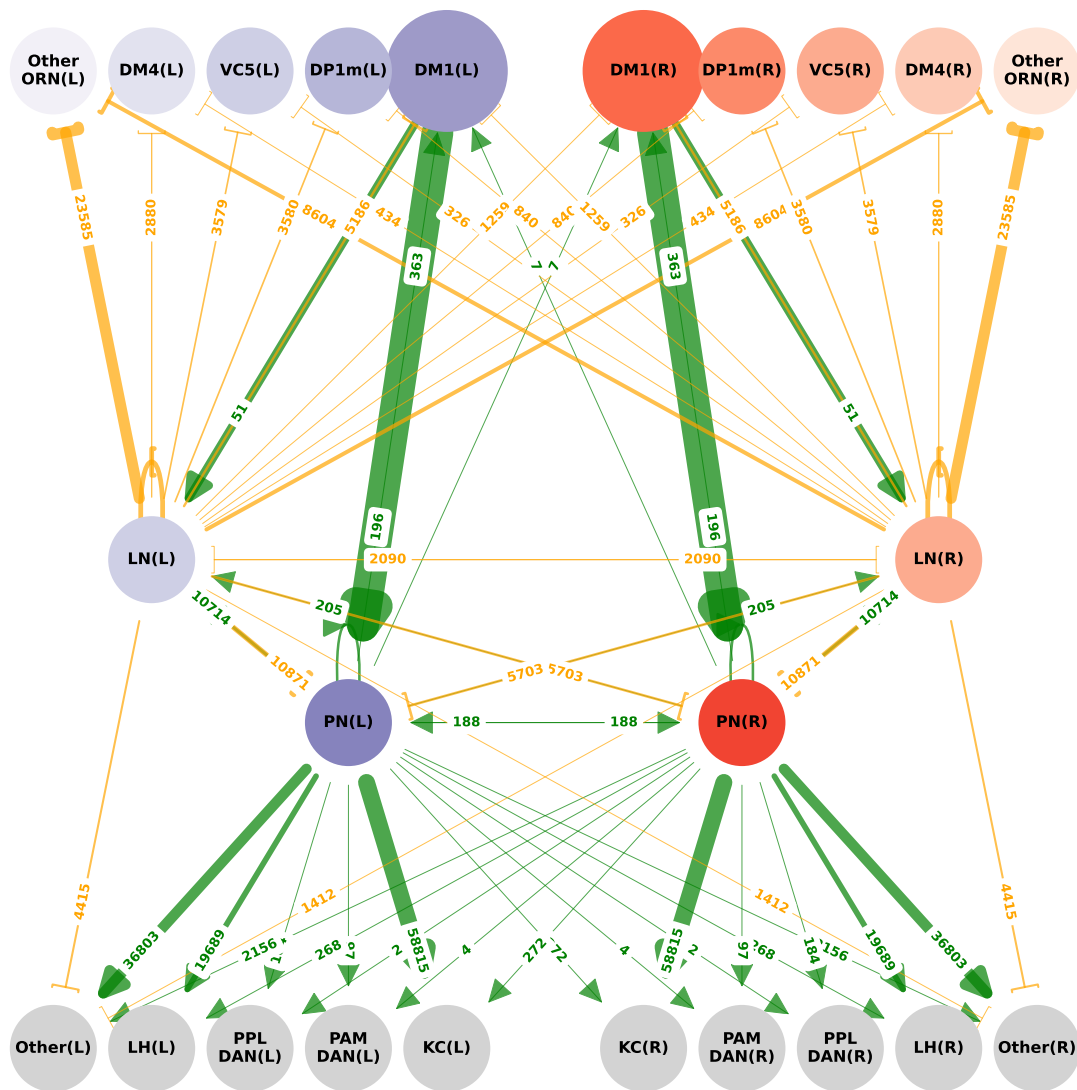 Other
ORN(L)
DM4(L)
VC5(L)
DP1m(L)
DM1(L)
DM1(R)
DP1m(R)
VC5(R)
DM4(R)
Other
ORN(R)
23585
2880
3579
3580
5186
8604
434
326
1259
840
1259
326
434
8604
5186
3580
3579
2880
23585
363
7
7
363
51
51
196
196
LN(L)
2090
2090
LN(R)
10714
205
205
10714
10871
5703
5703
10871
PN(L)
188
188
PN(R)
4415
1412
1412
4415
36803
19689
2156
268
2
58815
4
272
72
4
58815
2
184
19689
36803
Other(L)
LH(L)
PPL
DAN(L)
PAM
DAN(L)
KC(L)
KC(R)
PAM
DAN(R)
PPL
DAN(R)
LH(R)
Other(R)